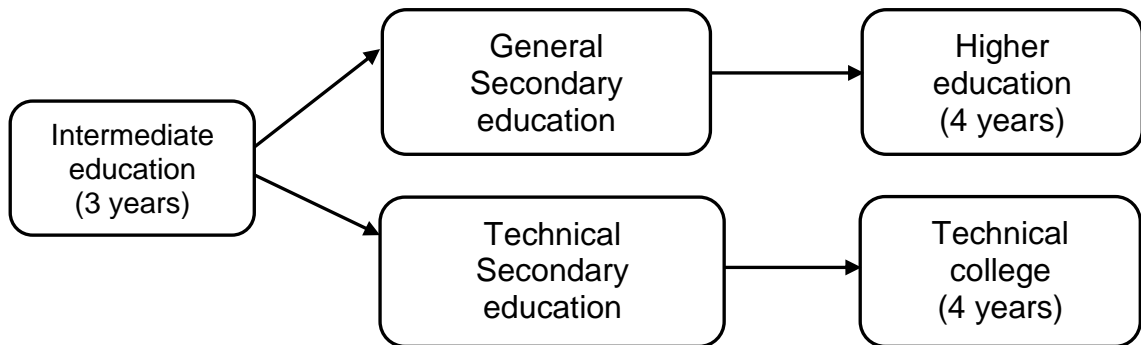 Intermediate
education
(3 years)
General
Secondary
education
Higher
education
(4 years)
Technical
Secondary
education
Technical
college
(4 years)